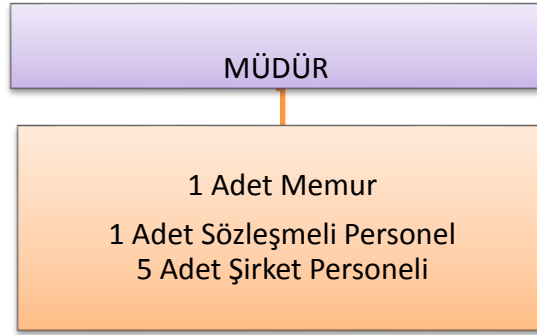 MÜDÜR
1 Adet Memur
1 Adet Sözleşmeli Personel
5 Adet Şirket Personeli